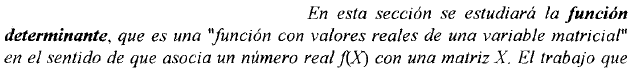 En esta sección se estudiará la función
determinante, que es una "función con valores reales de una variable matricial"
en el sentido de que asocia un número real f(X) con una matriz X. El trabajo que